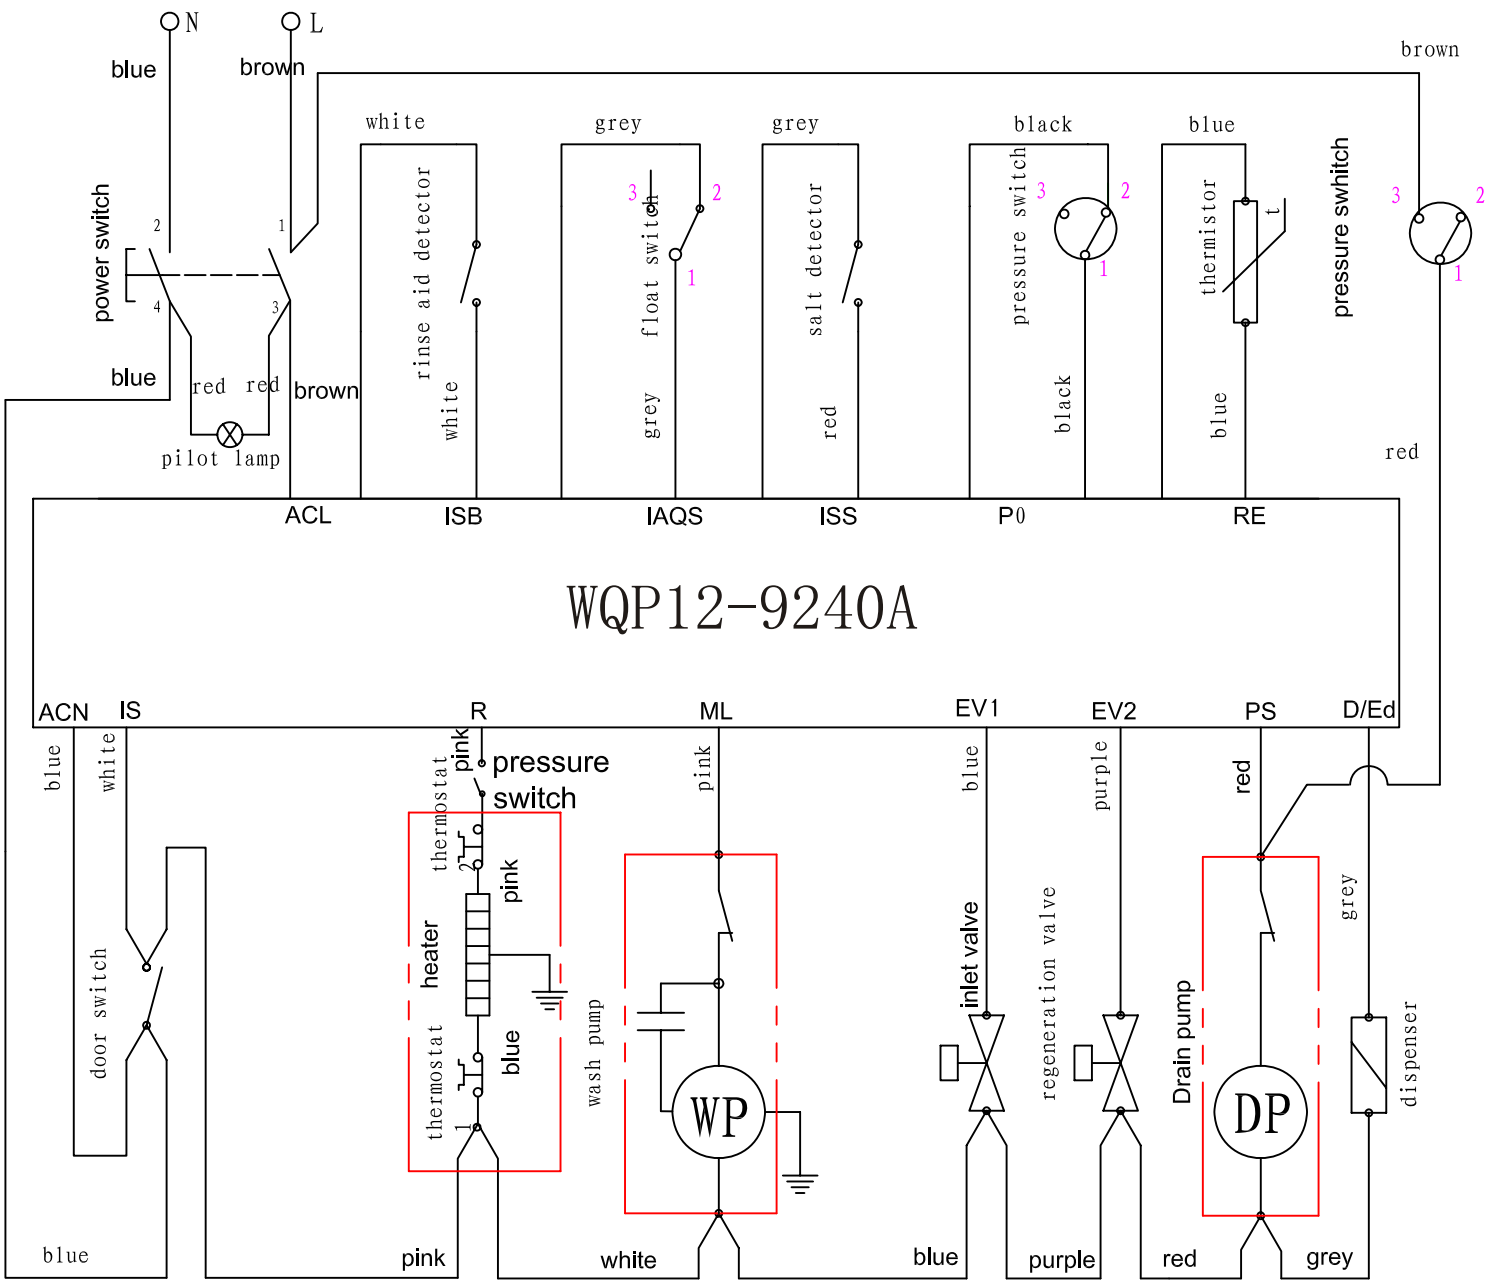 N
L
blue
brown
brown
white
grey
grey
black
blue
power switch
2
1
4
3
rinse aid detector
float switch
3
2
1
salt detector
pressure switch
3
2
1
thermistor
t
pressure whitch
3
2
1
blue
red
red
brown
pilot lamp
white
grey
red
black
blue
red
ACL
ISB
IAQS
ISS
P0
RE
WQP12-9240A
ACN
IS
R
ML
EV1
EV2
PS
D/Ed
blue
white
pink
pressure
switch
thermostat
2
pink
heater
blue
thermostat
1
pink
wash pump
WP
blue
inlet valve
purple
regeneration valve
red
Drain pump
DP
grey
dispenser
door switch
blue
pink
white
blue
purple
red
grey